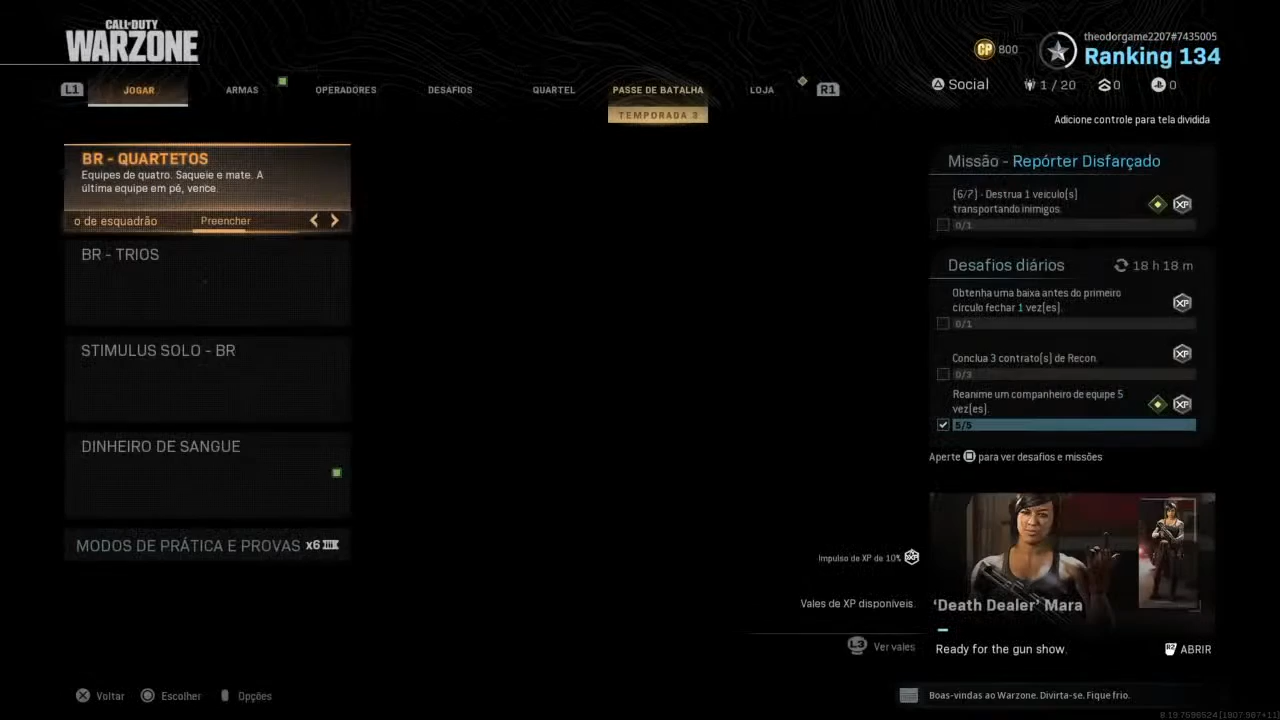 CALL OF DUTY
WARZONE
CP 800
theodorgame2207#7435005
Ranking 134
L1
JOGAR
ARMAS
OPERADORES
DESAFIOS
QUARTEL
PASSE DE BATALHA
LOJA
R1
TEMPORADA 3
Social
1 / 20
0
0
Adicione controle para tela dividida
BR - QUARTETOS
Equipes de quatro. Saqueie e mate. A
última equipe em pé, vence.
o de esquadrão
Preencher
BR - TRIOS
STIMULUS SOLO - BR
DINHEIRO DE SANGUE
MODOS DE PRÁTICA E PROVAS x6
Missão - Repórter Disfarçado
(6/7) - Destrua 1 veículo(s)
transportando inimigos.
XP
0/1
Desafios diários
18 h 18 m
Obtenha uma baixa antes do primeiro
círculo fechar 1 vez(es).
XP
0/1
Conclua 3 contrato(s) de Recon.
XP
0/3
Reanime um companheiro de equipe 5
vez(es).
XP
5/5
Aperte para ver desafios e missões
Impulso de XP de 10%
Vales de XP disponíveis.
L3 Ver vales
'Death Dealer' Mara
Ready for the gun show.
R2 ABRIR
Voltar
Escolher
Opções
Boas-vindas ao Warzone. Divirta-se. Fique frio.